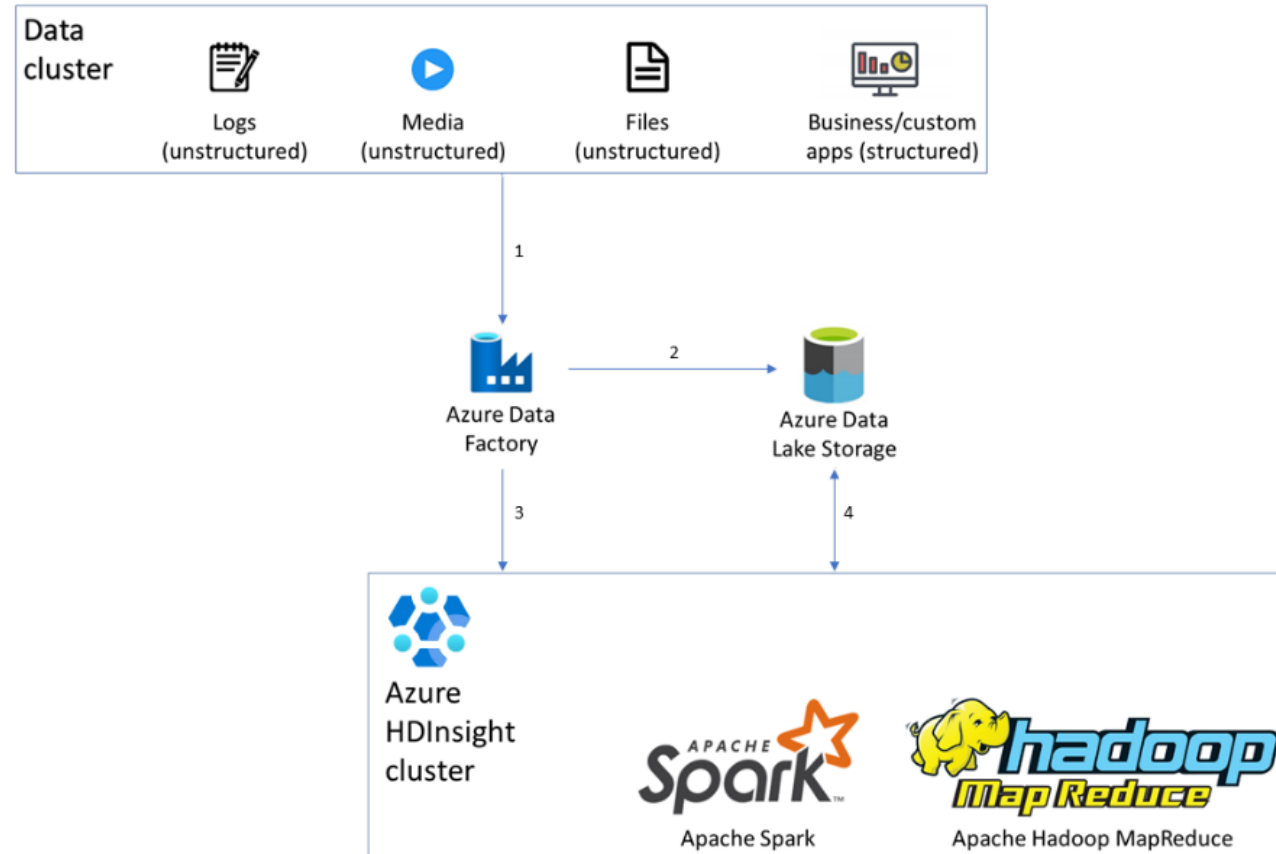 Data
cluster
Logs
(unstructured)
Media
(unstructured)
Files
(unstructured)
Business/custom
apps (structured)
1
Azure Data
Factory
2
Azure Data
Lake Storage
3
4
Azure
HDInsight
cluster
APACHE
Spark™
Apache Spark
hadoop
Map Reduce
Apache Hadoop MapReduce